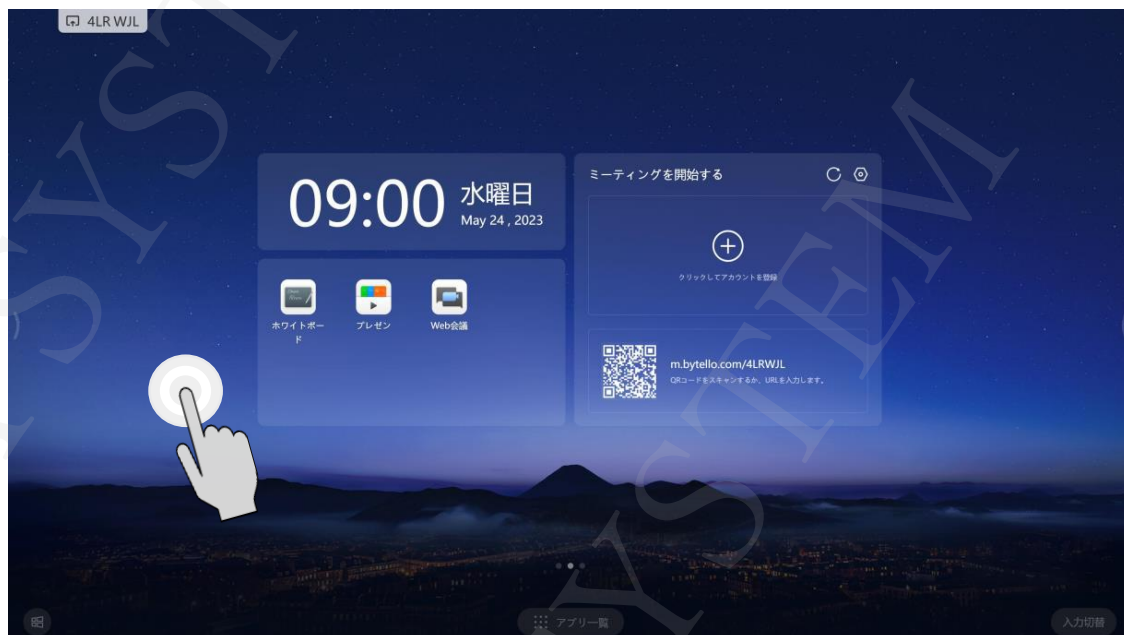 4LR WJL
09:00
水曜日
May 24 , 2023
ホワイトボー
ド
プレゼン
Web会議
ミーティングを開始する
クリックしてアカウントを登録
m.bytello.com/4LRWJL
QRコードをスキャンするか、URLを入力します。
アプリ一覧
入力切替
SYSTEM
SYSTEM